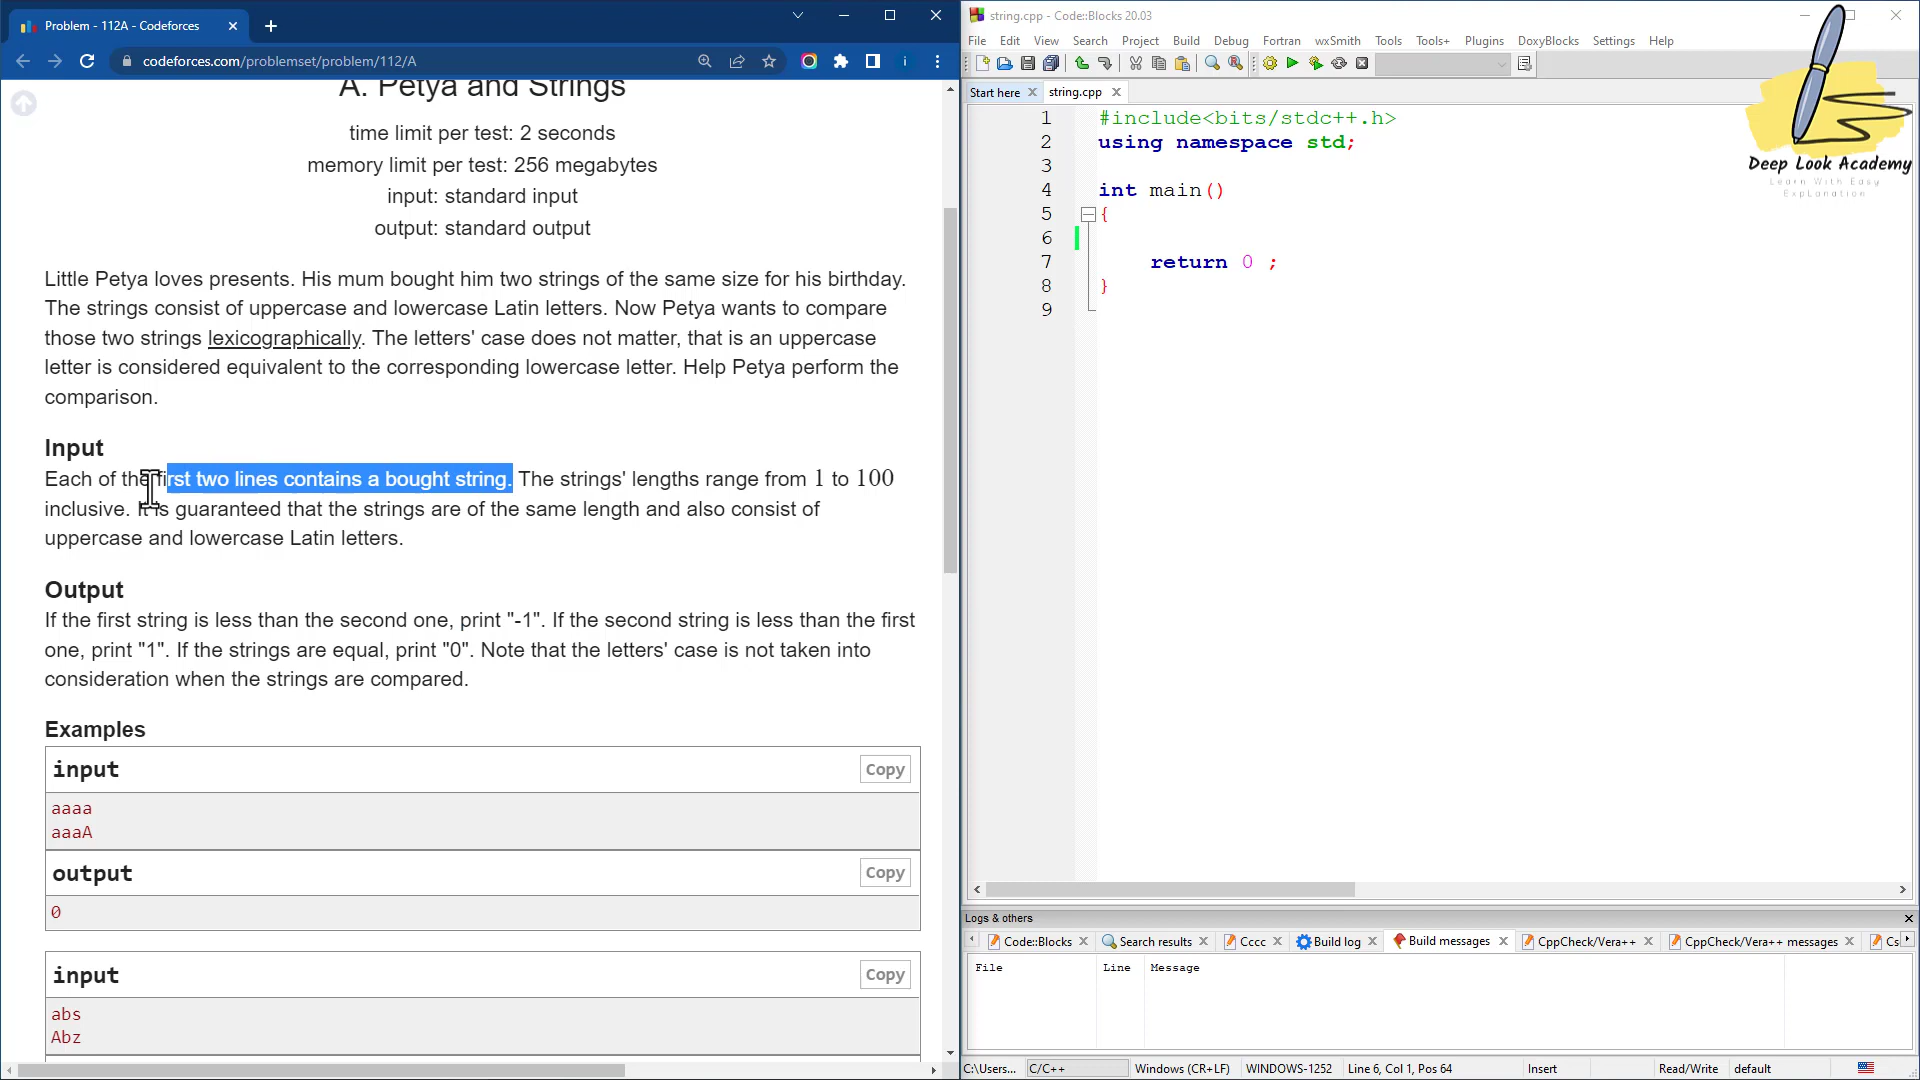 Problem - 112A - Codeforces
codeforces.com/problemset/problem/112/A
A. Petya and Strings
time limit per test: 2 seconds
memory limit per test: 256 megabytes
input: standard input
output: standard output
Little Petya loves presents. His mum bought him two strings of the same size for his birthday.
The strings consist of uppercase and lowercase Latin letters. Now Petya wants to compare
those two strings lexicographically. The letters' case does not matter, that is an uppercase
letter is considered equivalent to the corresponding lowercase letter. Help Petya perform the
comparison.
Input
Each of the first two lines contains a bought string. The strings' lengths range from 1 to 100
inclusive. It is guaranteed that the strings are of the same length and also consist of
uppercase and lowercase Latin letters.
Output
If the first string is less than the second one, print "-1". If the second string is less than the first
one, print "1". If the strings are equal, print "0". Note that the letters' case is not taken into
consideration when the strings are compared.
Examples
input
Copy
aaaa
aaaA
output
Copy
0
input
Copy
abs
Abz
string.cpp - Code::Blocks 20.03
File Edit View Search Project Build Debug Fortran wxSmith Tools Tools+ Plugins DoxyBlocks Settings Help
Start here string.cpp
1 #include<bits/stdc++.h>
2 using namespace std;
3
4 int main()
5 {
6
7 return 0 ;
8 }
9
Deep Look Academy
Learn With Easy
Explanation
Logs & others
Code::Blocks Search results Cccc Build log Build messages CppCheck/Vera++ CppCheck/Vera++ messages Cs
File Line Message
C:\Users... C/C++ Windows (CR+LF) WINDOWS-1252 Line 6, Col 1, Pos 64 Insert Read/Write default